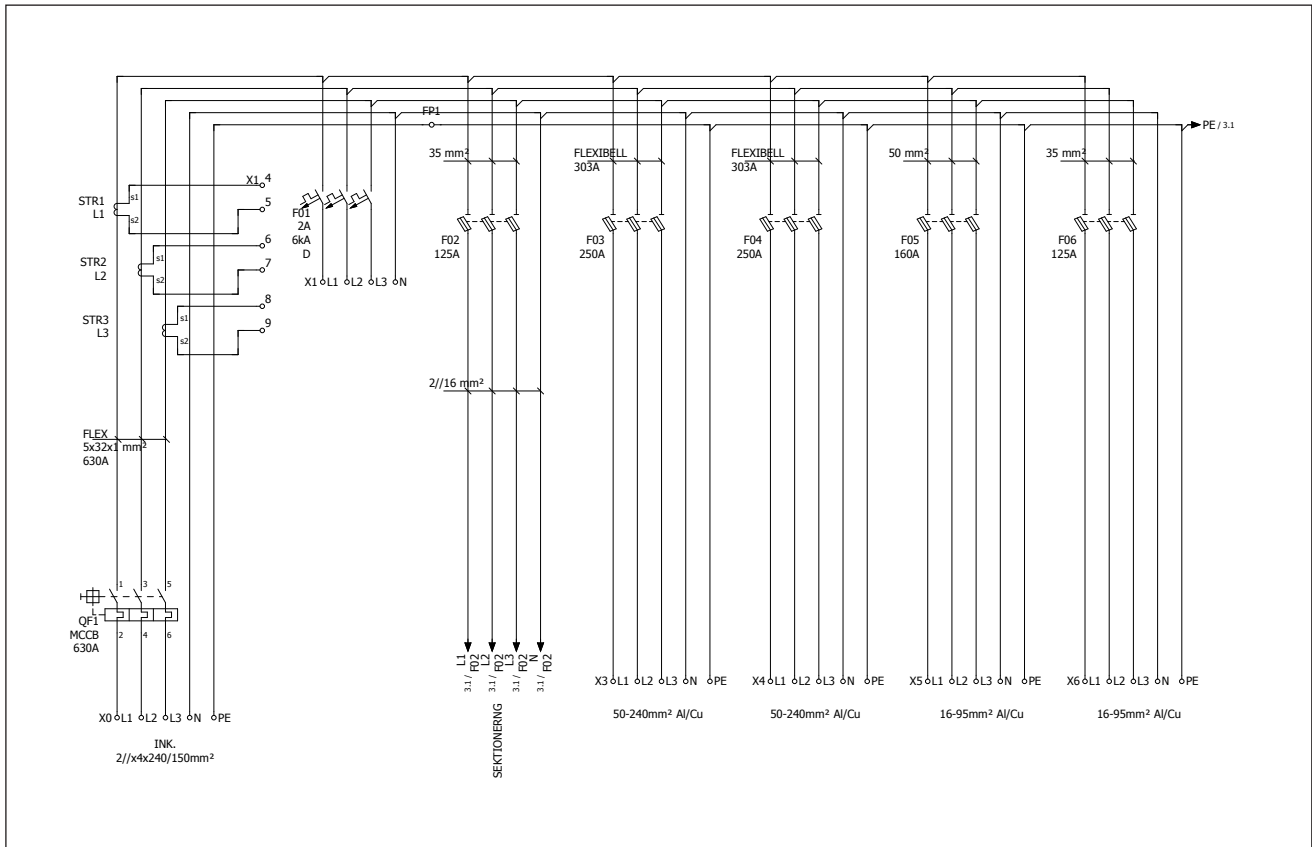 FP1
PE / 3.1
35 mm²
FLEXIBELL
303A
FLEXIBELL
303A
50 mm²
35 mm²
STR1
L1
s1
s2
X1 4
5
STR2
L2
s1
s2
6
7
STR3
L3
s1
s2
8
9
F01
2A
6kA
D
X1 L1 L2 L3 N
F02
125A
F03
250A
F04
250A
F05
160A
F06
125A
2//16 mm²
FLEX
5x32x1 mm²
630A
1 3 5
QF1
MCCB
630A
2 4 6
L1
3.1 / F02
L2
3.1 / F02
L3
3.1 / F02
N
3.1 / F02
SEKTIONERNG
X3 L1 L2 L3 N PE
X4 L1 L2 L3 N PE
X5 L1 L2 L3 N PE
X6 L1 L2 L3 N PE
50-240mm² Al/Cu
50-240mm² Al/Cu
16-95mm² Al/Cu
16-95mm² Al/Cu
X0 L1 L2 L3 N PE
INK.
2//x4x240/150mm²